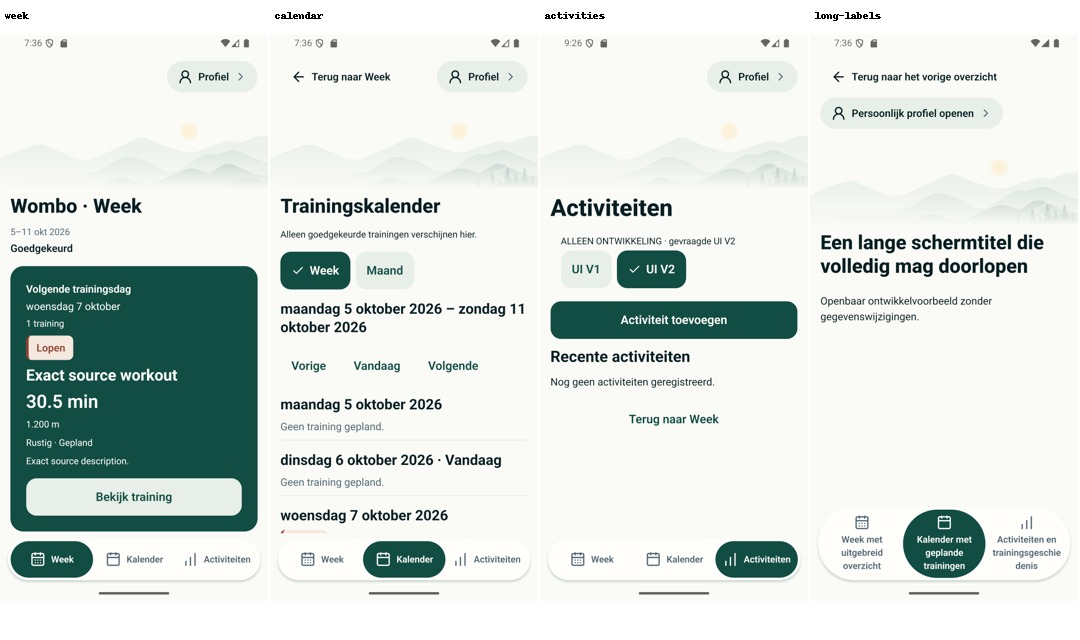 week
7:36
Profiel
Wombo · Week
5–11 okt 2026
Goedgekeurd
Volgende trainingsdag
woensdag 7 oktober
1 training
Lopen
Exact source workout
30.5 min
1.200 m
Rustig · Gepland
Exact source description.
Bekijk training
Week
Kalender
Activiteiten
calendar
7:36
Terug naar Week
Profiel
Trainingskalender
Alleen goedgekeurde trainingen verschijnen hier.
Week
Maand
maandag 5 oktober 2026 – zondag 11
oktober 2026
Vorige
Vandaag
Volgende
maandag 5 oktober 2026
Geen training gepland.
dinsdag 6 oktober 2026 · Vandaag
Geen training gepland.
woensdag 7 oktober 2026
Week
Kalender
Activiteiten
activities
9:26
Profiel
Activiteiten
ALLEEN ONTWIKKELING · gevraagde UI V2
UI V1
UI V2
Activiteit toevoegen
Recente activiteiten
Nog geen activiteiten geregistreerd.
Terug naar Week
Week
Kalender
Activiteiten
long-labels
7:36
Terug naar het vorige overzicht
Persoonlijk profiel openen
Een lange schermtitel die
volledig mag doorlopen
Openbaar ontwikkelvoorbeeld zonder
gegevenswijzigingen.
Week met
uitgebreid
overzicht
Kalender met
geplande
trainingen
Activiteiten en
trainingsgeschie
denis